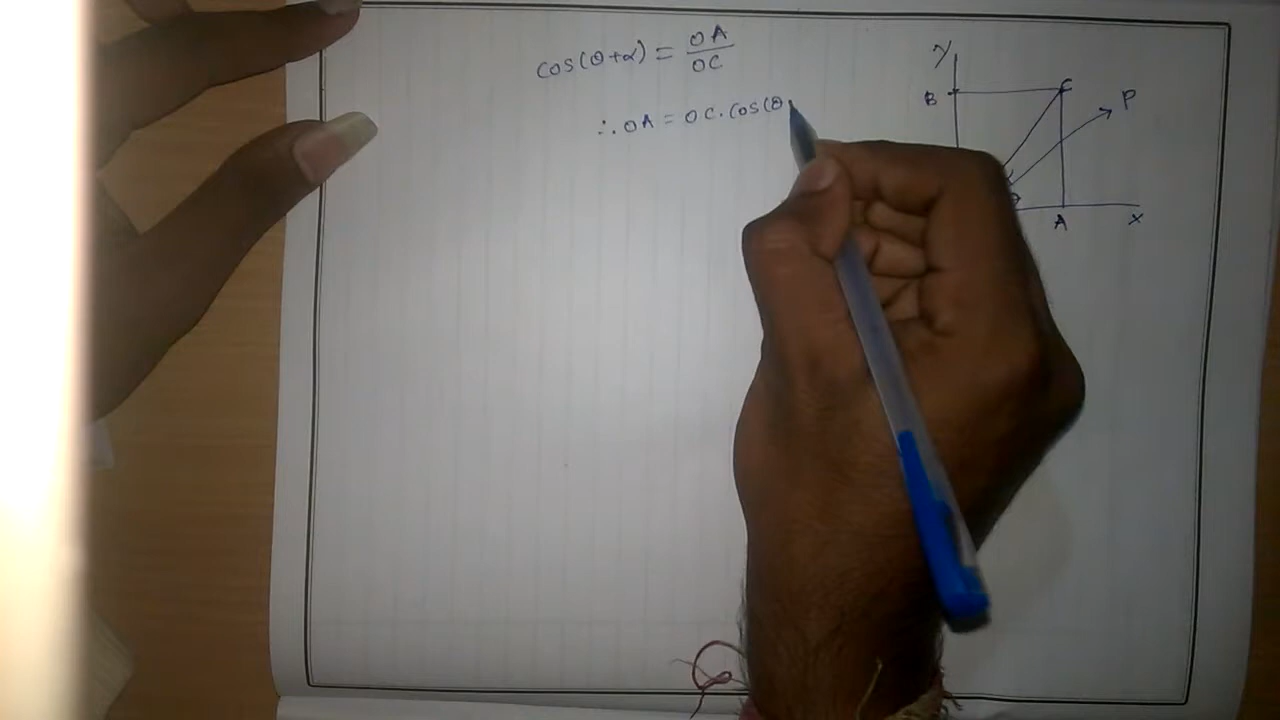 cos(θ+α) = OA/OC
∴ OA = OC. cos(θ
y
B
C
P
θ
A
x